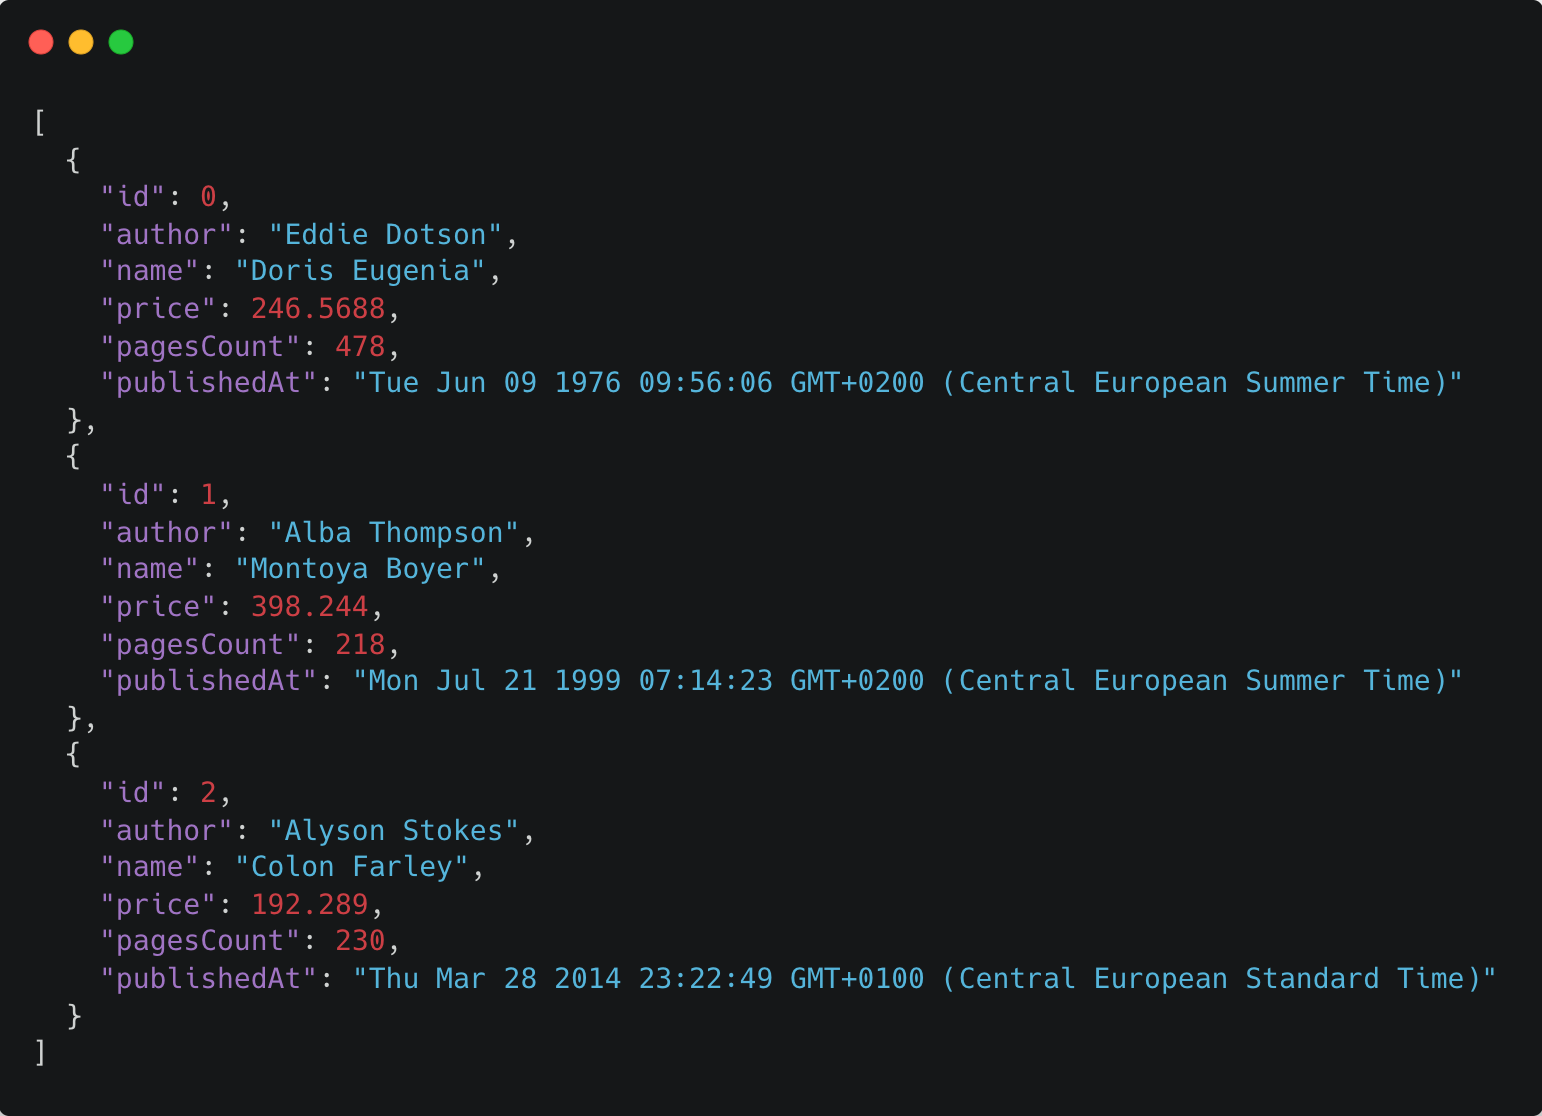 [
  {
    "id": 0,
    "author": "Eddie Dotson",
    "name": "Doris Eugenia",
    "price": 246.5688,
    "pagesCount": 478,
    "publishedAt": "Tue Jun 09 1976 09:56:06 GMT+0200 (Central European Summer Time)"
  },
  {
    "id": 1,
    "author": "Alba Thompson",
    "name": "Montoya Boyer",
    "price": 398.244,
    "pagesCount": 218,
    "publishedAt": "Mon Jul 21 1999 07:14:23 GMT+0200 (Central European Summer Time)"
  },
  {
    "id": 2,
    "author": "Alyson Stokes",
    "name": "Colon Farley",
    "price": 192.289,
    "pagesCount": 230,
    "publishedAt": "Thu Mar 28 2014 23:22:49 GMT+0100 (Central European Standard Time)"
  }
]